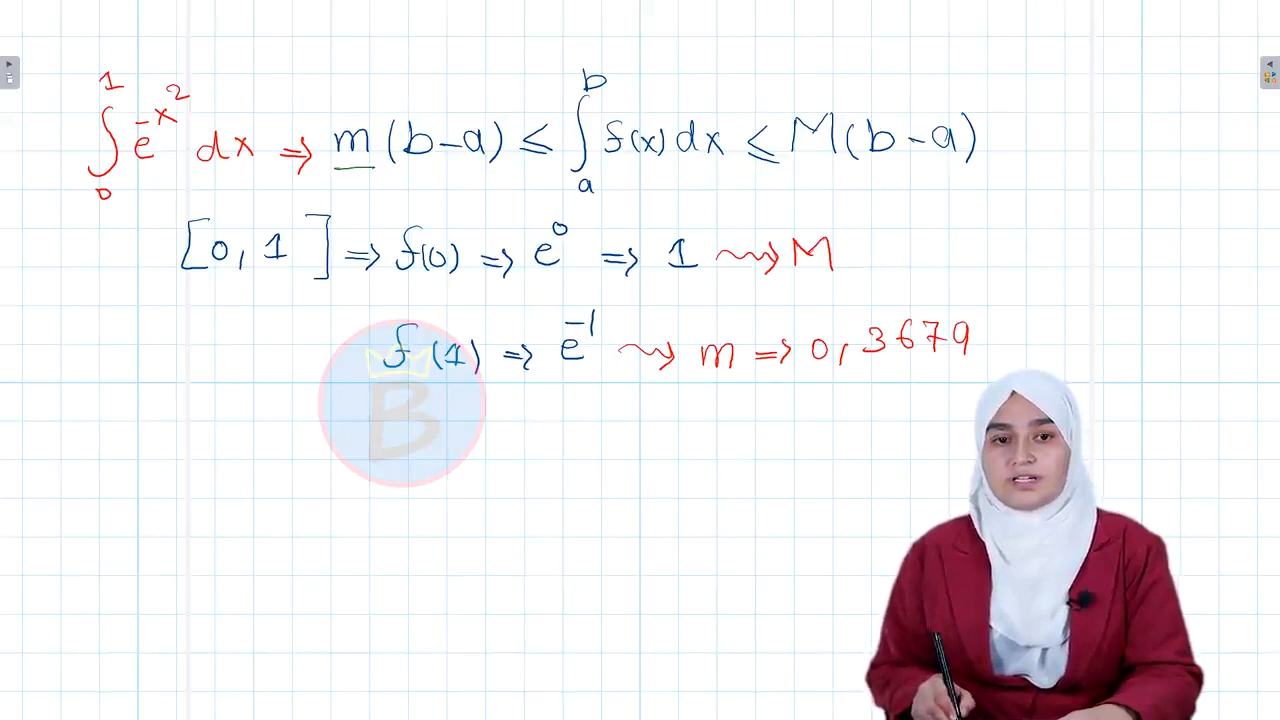 ∫₀¹ e^{-x²} dx ⇒ m(b-a) ≤ ∫ₐᵇ f(x)dx ≤ M(b-a)
[0, 1] ⇒ f(0) ⇒ e⁰ ⇒ 1 ⇝ M
f(1) ⇒ e⁻¹ ⇝ m ⇒ 0,3679
B